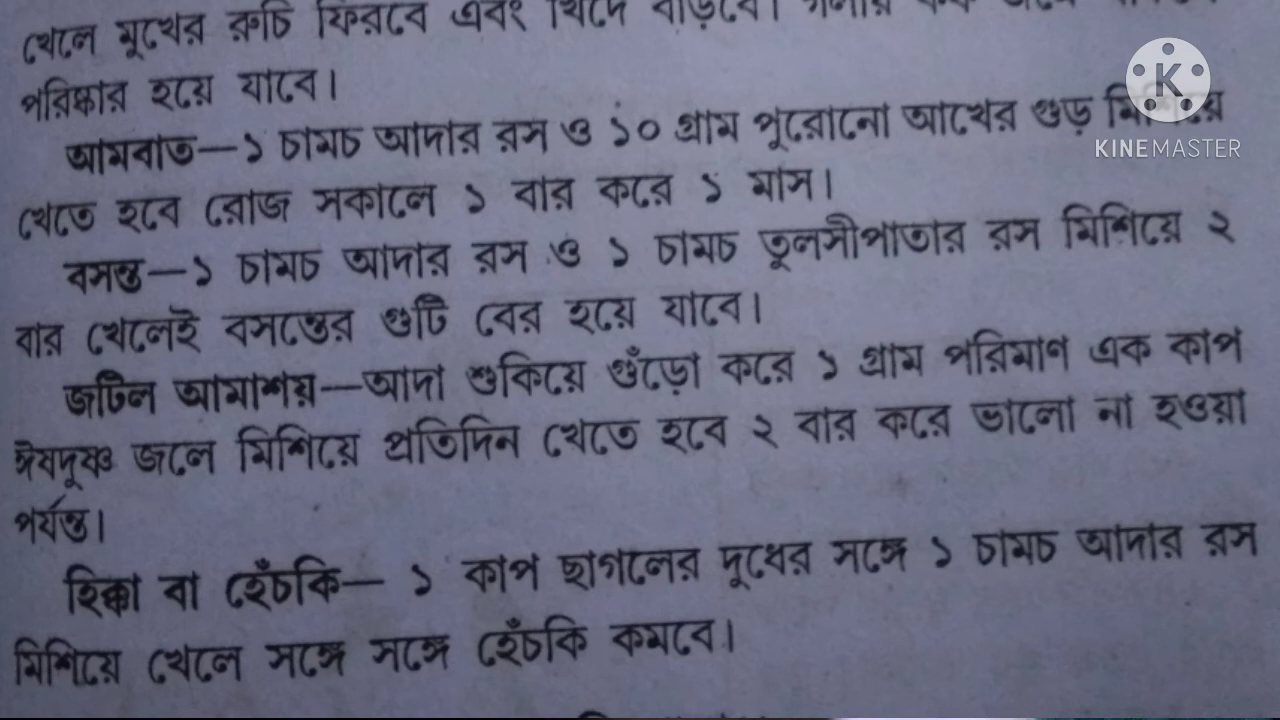 খেলে মুখের রুচি ফিরবে এবং খিদে বাড়বে। গলায় কফ
পরিষ্কার হয়ে যাবে।
আমবাত—১ চামচ আদার রস ও ১০ গ্রাম পুরোনো আখের গুড় মিশিয়ে
খেতে হবে রোজ সকালে ১ বার করে ১ মাস।
বসন্ত—১ চামচ আদার রস ও ১ চামচ তুলসীপাতার রস মিশিয়ে ২
বার খেলেই বসন্তের গুটি বের হয়ে যাবে।
জটিল আমাশয়—আদা শুকিয়ে গুঁড়ো করে ১ গ্রাম পরিমাণ এক কাপ
ঈষদুষ্ণ জলে মিশিয়ে প্রতিদিন খেতে হবে ২ বার করে ভালো না হওয়া
পর্যন্ত।
হিক্কা বা হেঁচকি— ১ কাপ ছাগলের দুধের সঙ্গে ১ চামচ আদার রস
মিশিয়ে খেলে সঙ্গে সঙ্গে হেঁচকি কমবে।
K
KINEMASTER